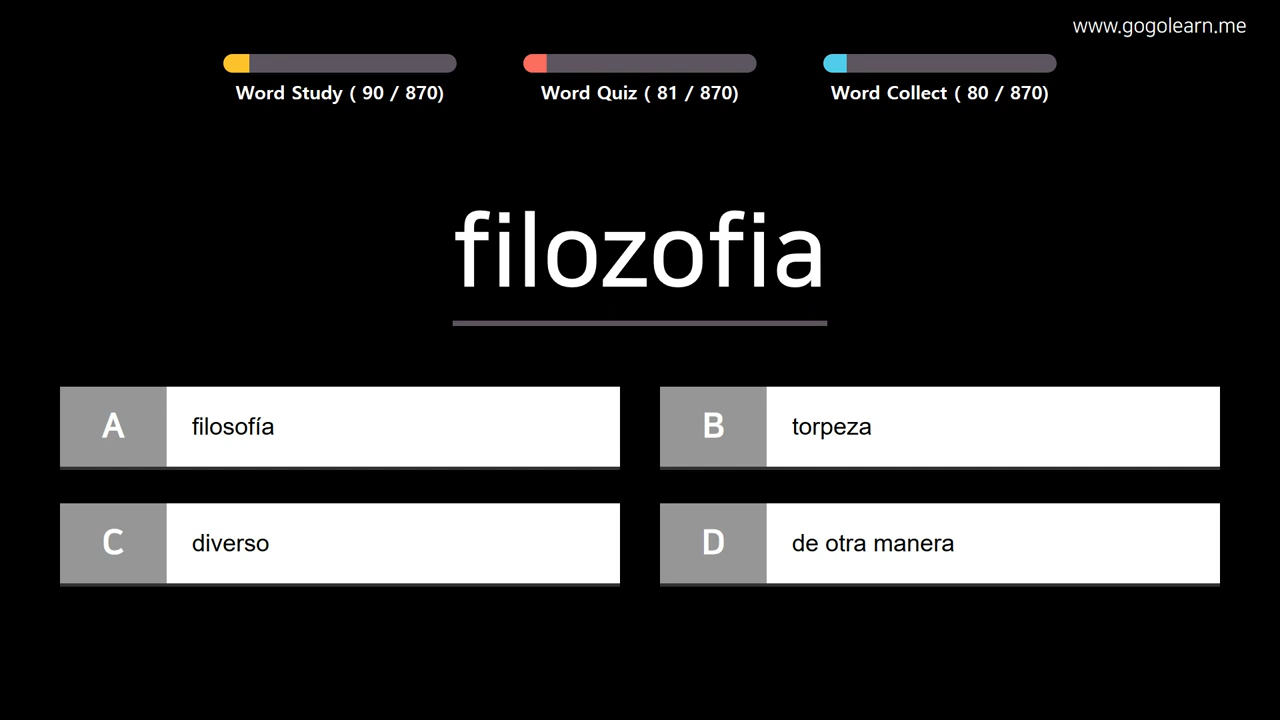 www.gogolearn.me
Word Study ( 90 / 870)
Word Quiz ( 81 / 870)
Word Collect ( 80 / 870)
filozofia
A
filosofía
B
torpeza
C
diverso
D
de otra manera